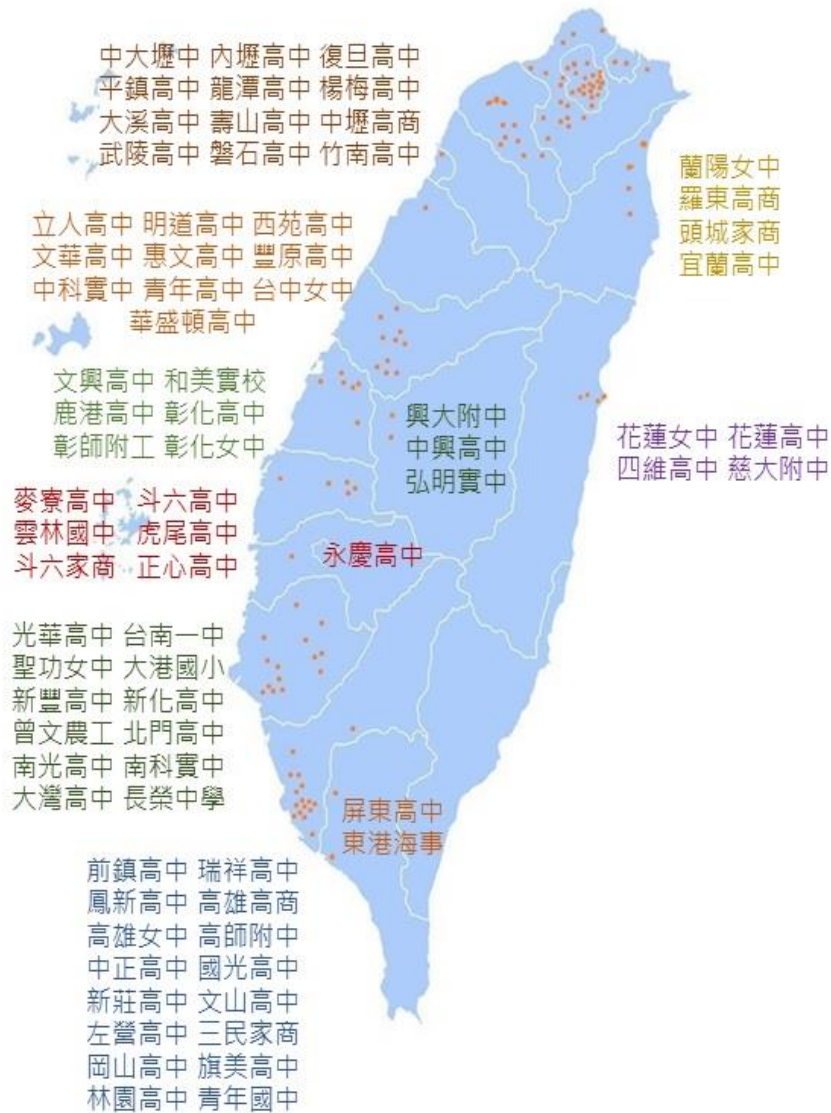 中大壢中 內壢高中 復旦高中
平鎮高中 龍潭高中 楊梅高中
大溪高中 壽山高中 中壢高商
武陵高中 磐石高中 竹南高中
立人高中 明道高中 西苑高中
文華高中 惠文高中 豐原高中
中科實中 青年高中 台中女中
華盛頓高中
蘭陽女中
羅東高商
頭城家商
宜蘭高中
文興高中 和美實校
鹿港高中 彰化高中
彰師附工 彰化女中
興大附中
中興高中
弘明實中
花蓮女中 花蓮高中
四維高中 慈大附中
麥寮高中 斗六高中
雲林國中 虎尾高中
斗六家商 正心高中
永慶高中
光華高中 台南一中
聖功女中 大港國小
新豐高中 新化高中
曾文農工 北門高中
南光高中 南科實中
大灣高中 長榮中學
屏東高中
東港海事
前鎮高中 瑞祥高中
鳳新高中 高雄高商
高雄女中 高師附中
中正高中 國光高中
新莊高中 文山高中
左營高中 三民家商
岡山高中 旗美高中
林園高中 青年國中